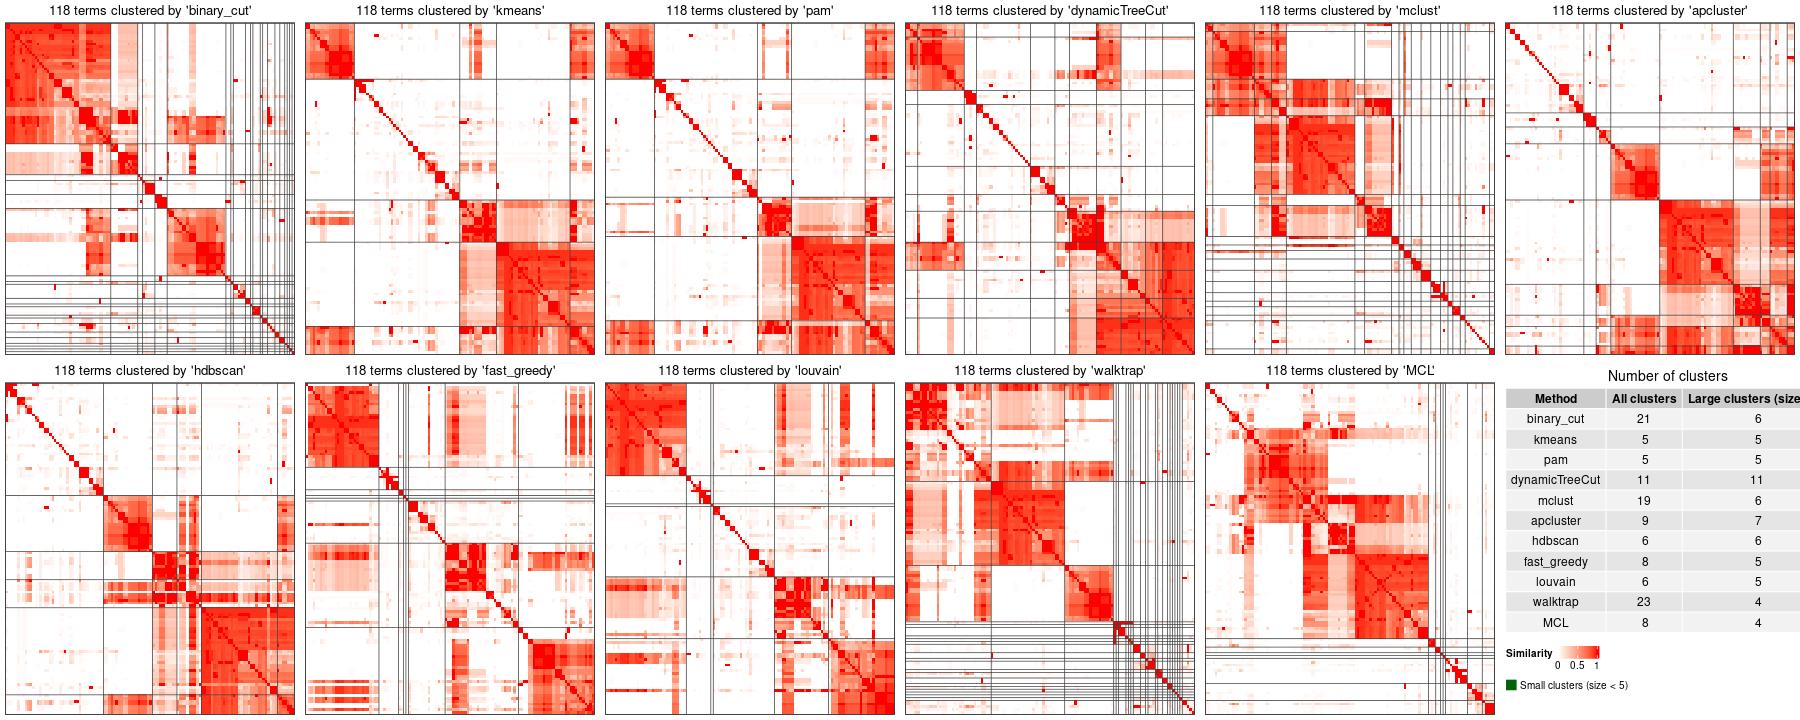 118 terms clustered by 'binary_cut'
118 terms clustered by 'kmeans'
118 terms clustered by 'pam'
118 terms clustered by 'dynamicTreeCut'
118 terms clustered by 'mclust'
118 terms clustered by 'apcluster'
118 terms clustered by 'hdbscan'
118 terms clustered by 'fast_greedy'
118 terms clustered by 'louvain'
118 terms clustered by 'walktrap'
118 terms clustered by 'MCL'
Number of clusters
Method All clusters Large clusters (size
binary_cut 21 6
kmeans 5 5
pam 5 5
dynamicTreeCut 11 11
mclust 19 6
apcluster 9 7
hdbscan 6 6
fast_greedy 8 5
louvain 6 5
walktrap 23 4
MCL 8 4
Similarity
0 0.5 1
Small clusters (size < 5)